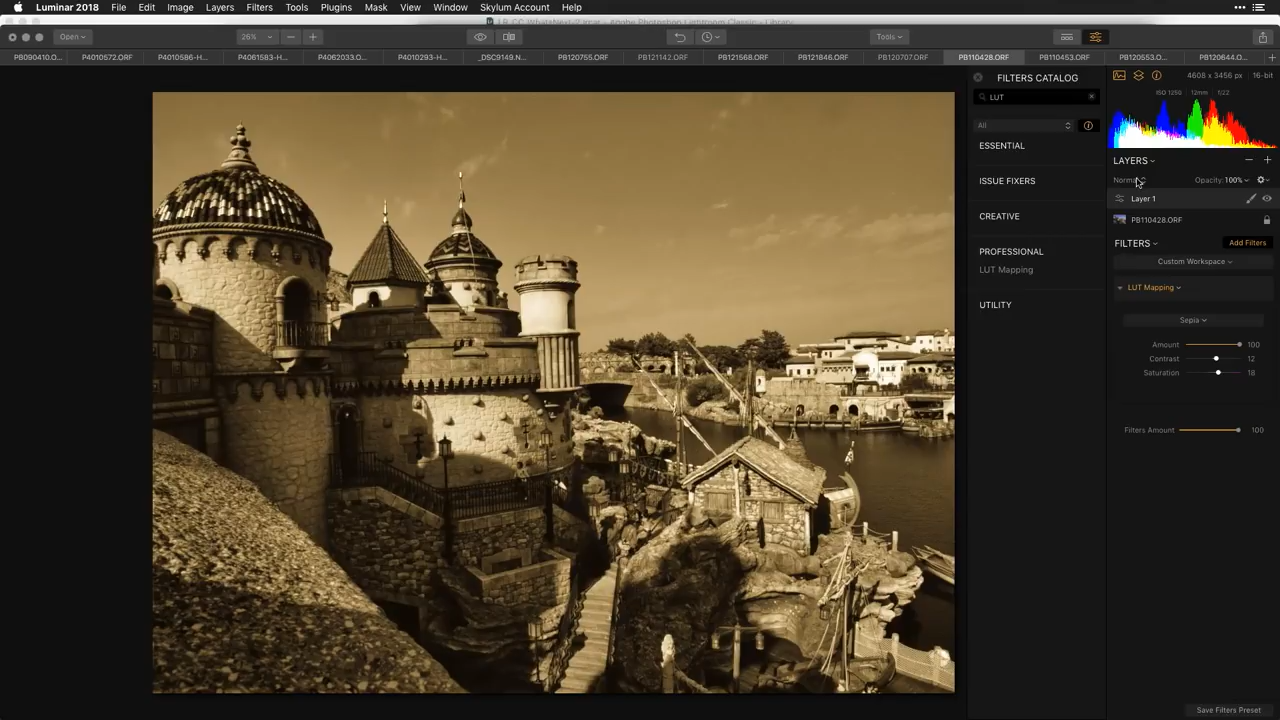 Luminar 2018 File Edit Image Layers Filters Tools Plugins Mask View Window Skylum Account Help
Open 26% Tools
PB090410.O... P4010572.ORF P4010586-H... P4061583-H... P4062033.O... P4010293-H... _DSC9149.N... PB120755.ORF PB121142.ORF PB121568.ORF PB121846.ORF PB120707.ORF PB110428.ORF PB110453.ORF PB120553.O... PB120644.O...
FILTERS CATALOG
LUT
All
ESSENTIAL
ISSUE FIXERS
CREATIVE
PROFESSIONAL
LUT Mapping
UTILITY
4608 x 3456 px 16-bit
ISO 1250 12mm f/22
LAYERS
Opacity: 100%
Layer 1
PB110428.ORF
FILTERS Add Filters
Custom Workspace
LUT Mapping
Sepia
Amount 100
Contrast 12
Saturation 18
Filters Amount 100
Save Filters Preset